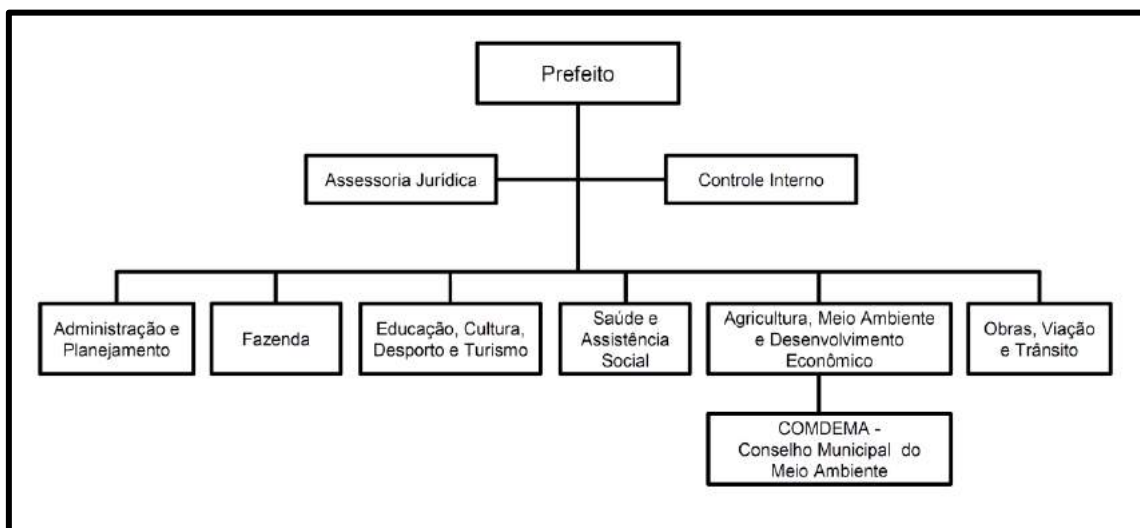 Prefeito
Assessoria Jurídica
Controle Interno
Administração e
Planejamento
Fazenda
Educação, Cultura,
Desporto e Turismo
Saúde e
Assistência
Social
Agricultura, Meio Ambiente
e Desenvolvimento
Econômico
Obras, Viação
e Trânsito
COMDEMA -
Conselho Municipal do
Meio Ambiente